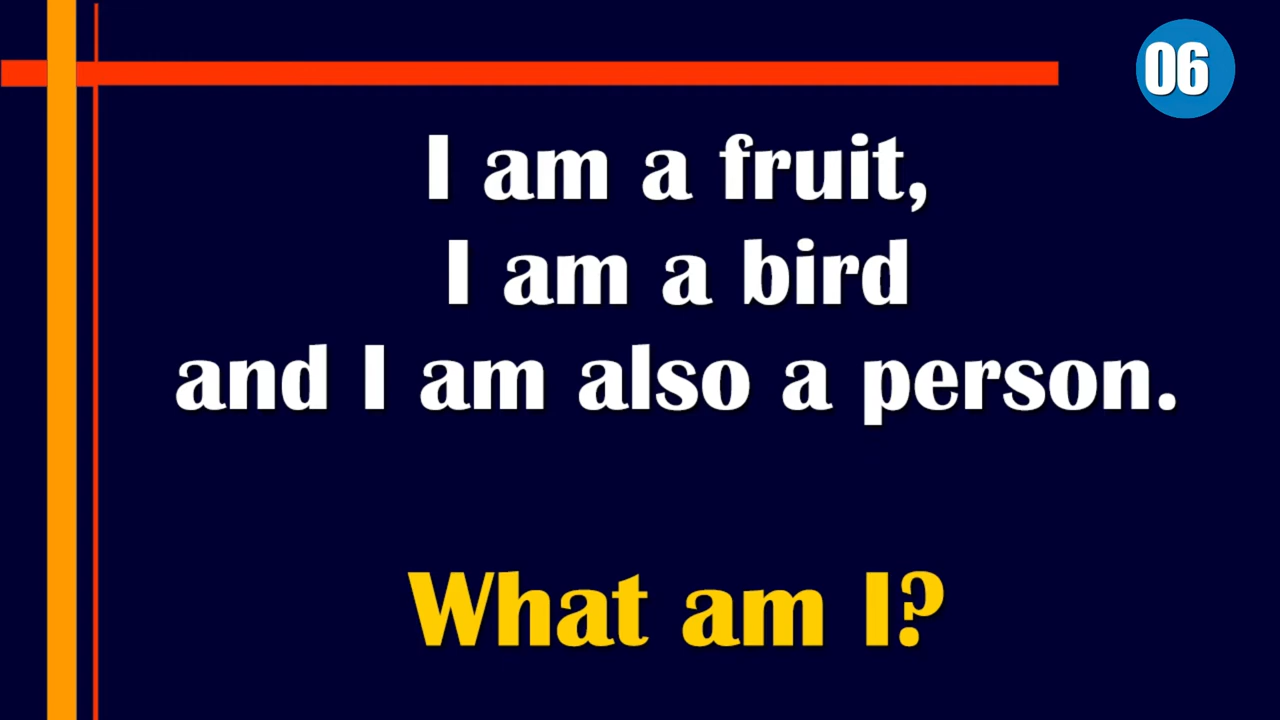 06
I am a fruit,
I am a bird
and I am also a person.
What am I?